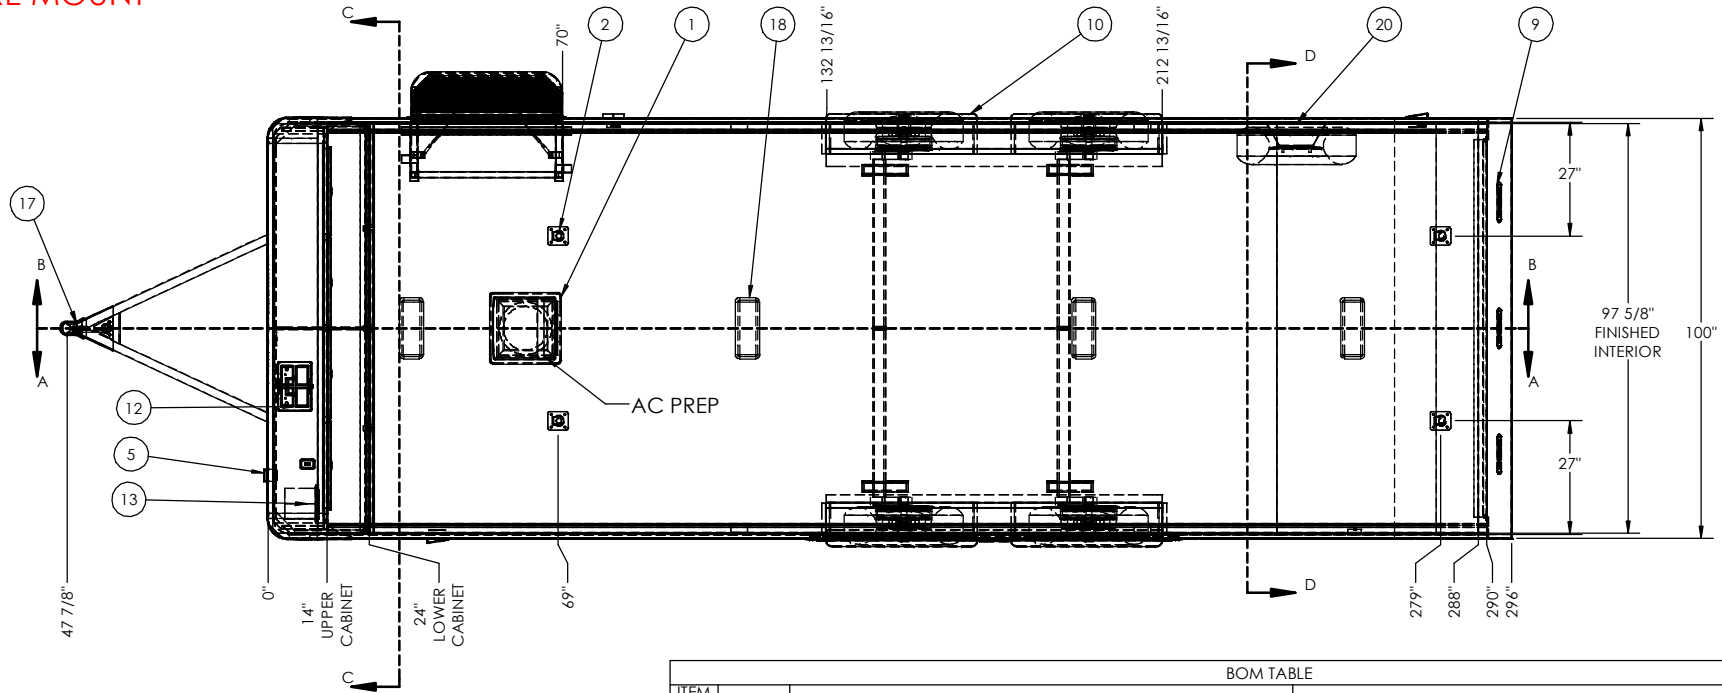 RE MOUNT
C
2
1
18
10
20
9
70"
132 13/16"
212 13/16"
D
17
B
B
27"
97 5/8"
FINISHED
INTERIOR
100"
A
A
12
AC PREP
5
13
27"
47 7/8"
0"
14"
UPPER
CABINET
24"
LOWER
CABINET
69"
279"
288"
290"
296"
D
C
BOM TABLE
ITEM